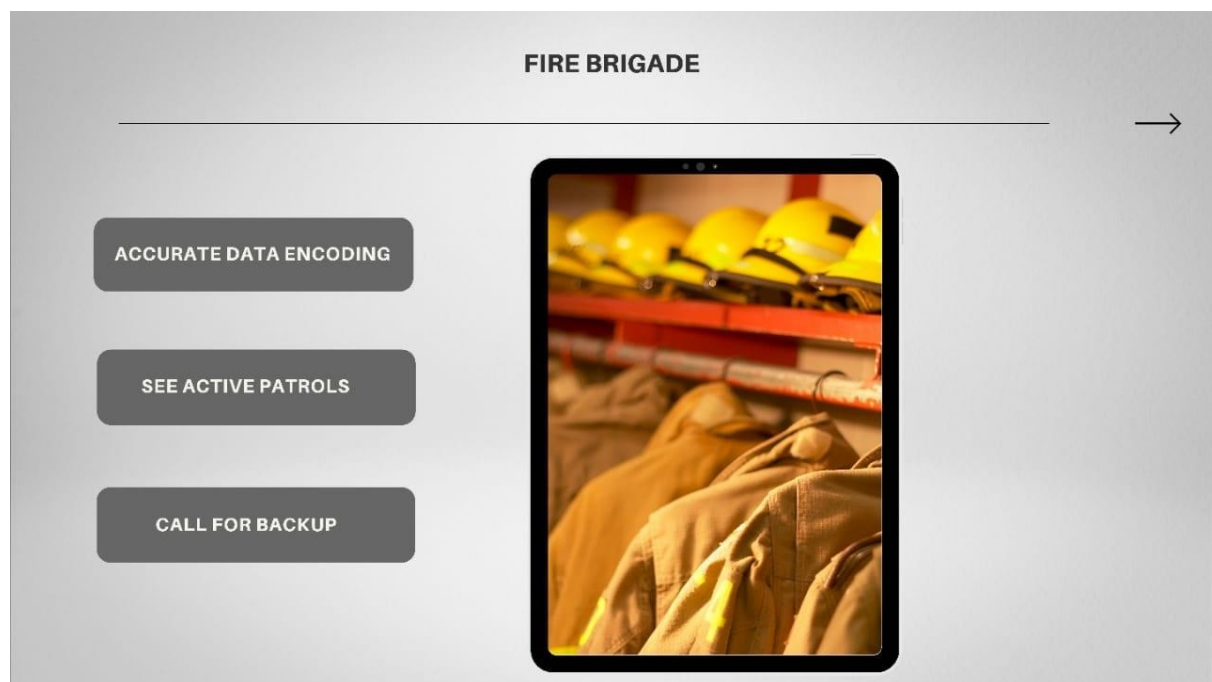 FIRE BRIGADE
ACCURATE DATA ENCODING
SEE ACTIVE PATROLS
CALL FOR BACKUP